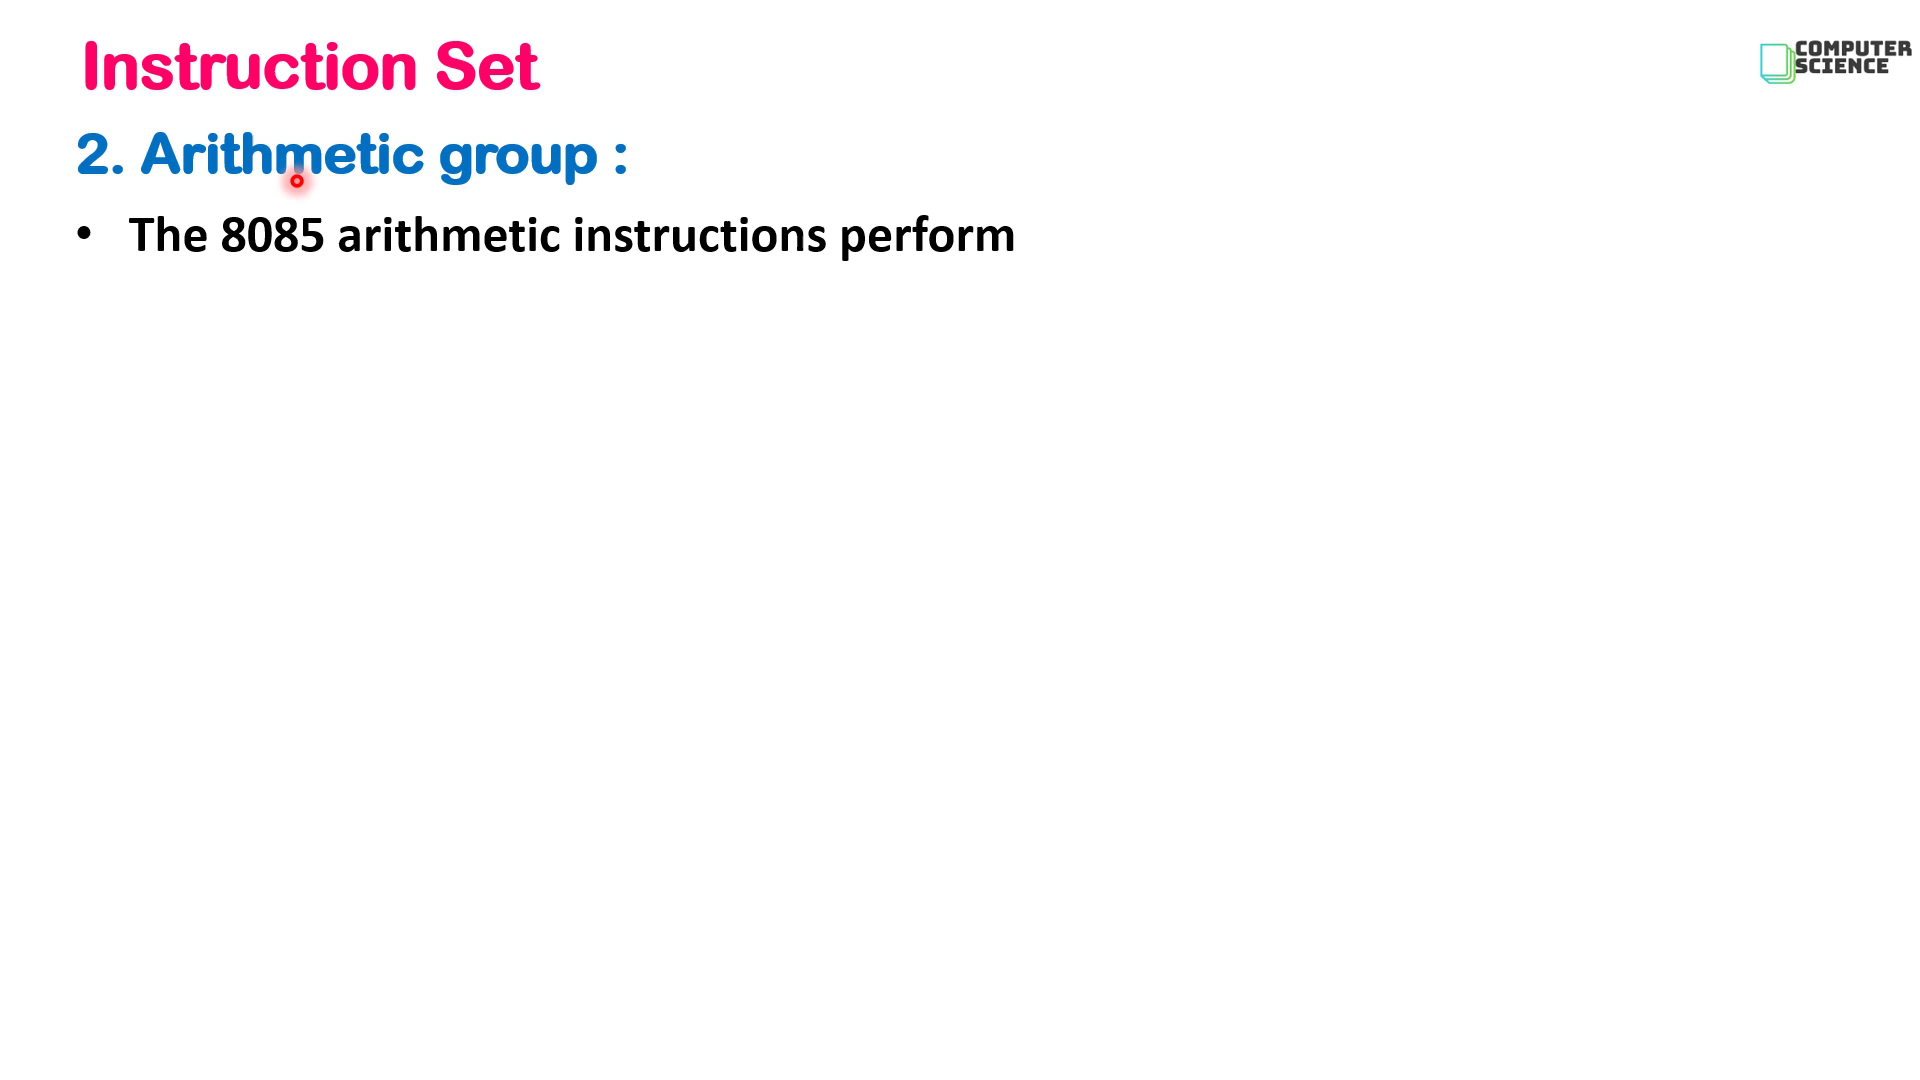 Instruction Set
COMPUTER
SCIENCE
2. Arithmetic group :
• The 8085 arithmetic instructions perform